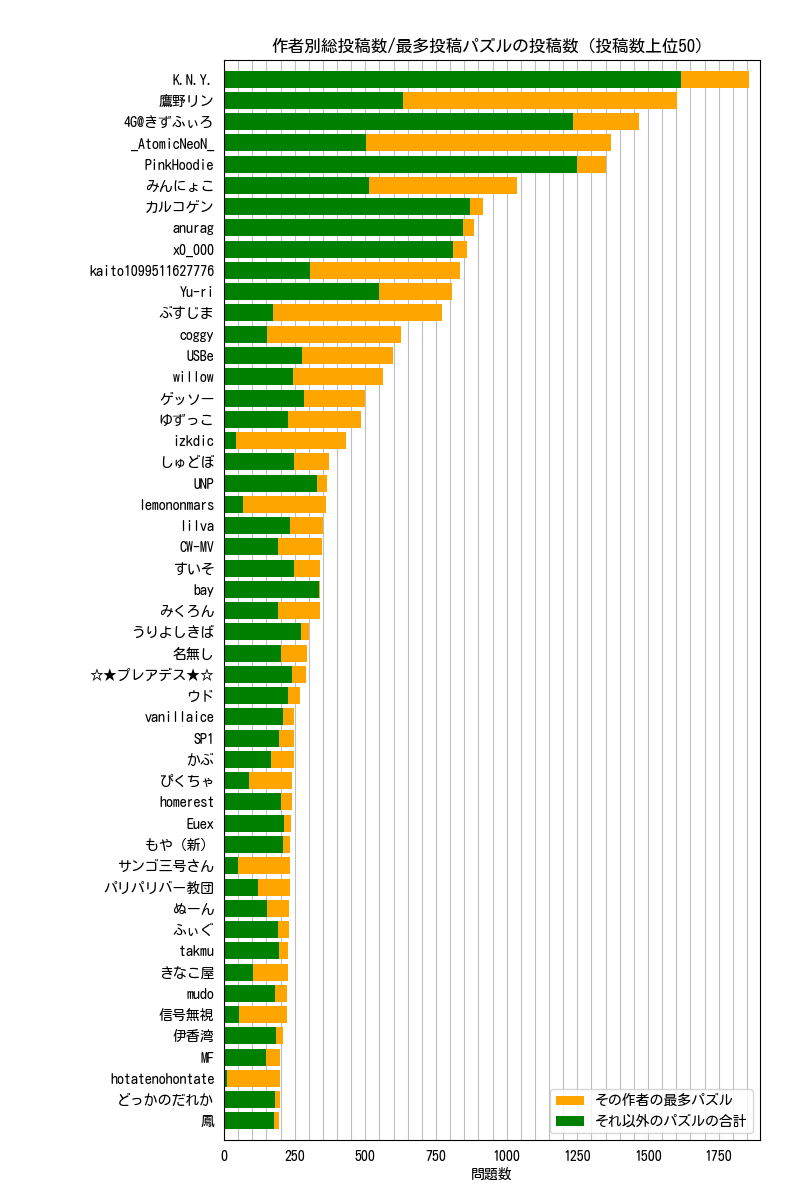 作者別総投稿数/最多投稿パズルの投稿数 (投稿数上位50)
K.N.Y.
鷹野リン
4G@きずふぃろ
_AtomicNeoN_
PinkHoodie
みんにょこ
カルコゲン
anurag
x0_000
kaito1099511627776
Yu-ri
ぶすじま
coggy
USBe
willow
ゲッソー
ゆずっこ
izkdic
しゅどぼ
UNP
lemononmars
lilva
CW-MV
すいそ
bay
みくろん
うりよしきば
名無し
☆★プレアデス★☆
ウド
vanillaice
SP1
かぶ
ぴくちゃ
homerest
Euex
もや（新）
サンゴ三号さん
パリパリバー教団
ぬーん
ふぃぐ
takmu
きなこ屋
mudo
信号無視
伊香湾
MF
hotatenohontate
どっかのだれか
鳳
その作者の最多パズル
それ以外のパズルの合計
0 250 500 750 1000 1250 1500 1750
問題数